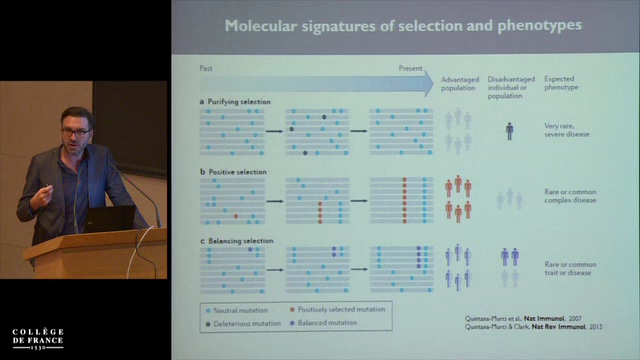 Molecular signatures of selection and phenotypes
Past
Present
Advantaged
population
Disadvantaged
individual or
population
Expected
phenotype
a Purifying selection
Very rare,
severe disease
b Positive selection
Rare or common
complex disease
c Balancing selection
Rare or common
trait or disease
Neutral mutation
Positively selected mutation
Deleterious mutation
Balanced mutation
Quintana-Murci et al., Nat Immunol, 2007
Quintana-Murci & Clark, Nat Rev Immunol, 2013
COLLÈGE
DE FRANCE
1530